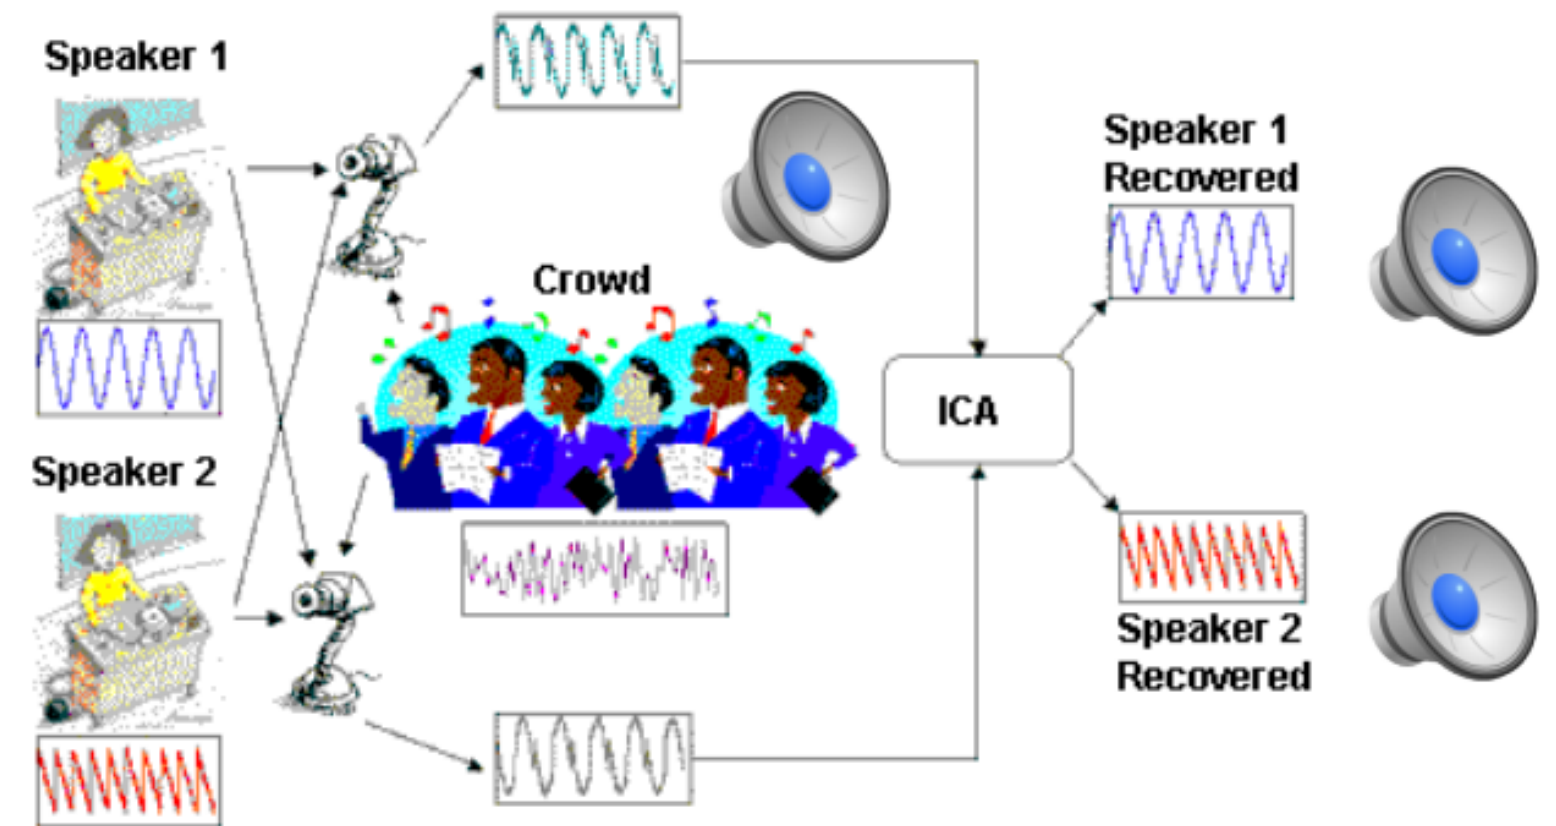 Speaker 1
Speaker 2
Crowd
ICA
Speaker 1
Recovered
Speaker 2
Recovered